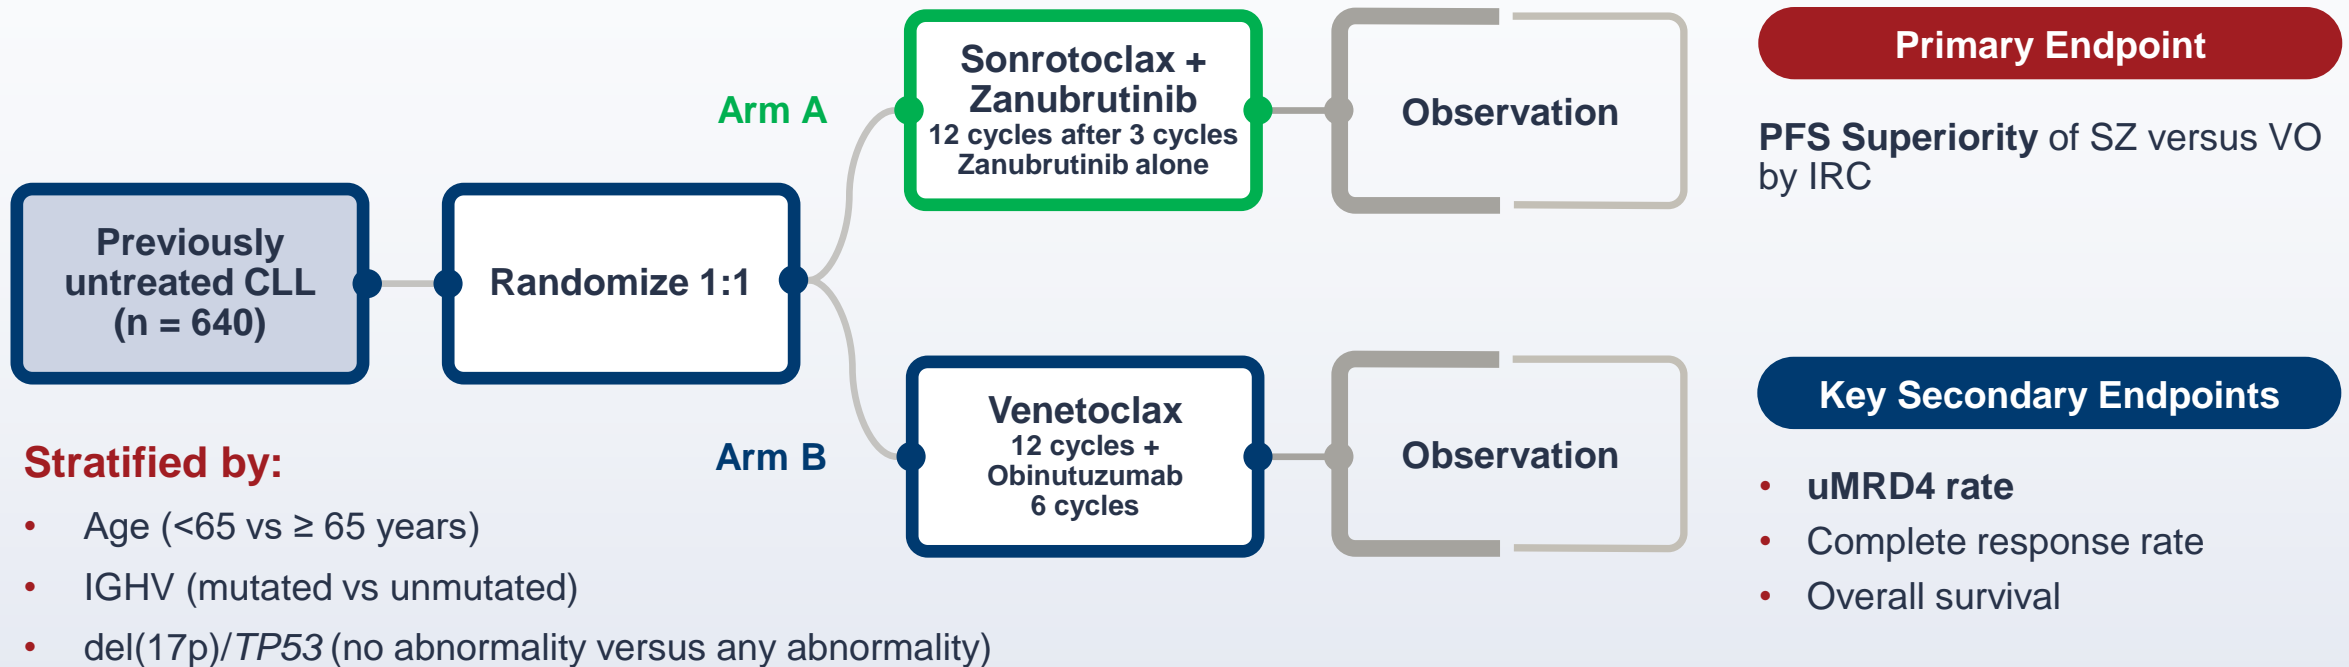 Previously
untreated CLL
(n = 640)
Randomize 1:1
Arm A
Sonrotoclax +
Zanubrutinib
12 cycles after 3 cycles
Zanubrutinib alone
Observation
Arm B
Venetoclax
12 cycles +
Obinutuzumab
6 cycles
Observation
Stratified by:
• Age (<65 vs ≥ 65 years)
• IGHV (mutated vs unmutated)
• del(17p)/TP53 (no abnormality versus any abnormality)
Primary Endpoint
PFS Superiority of SZ versus VO
by IRC
Key Secondary Endpoints
• uMRD4 rate
• Complete response rate
• Overall survival